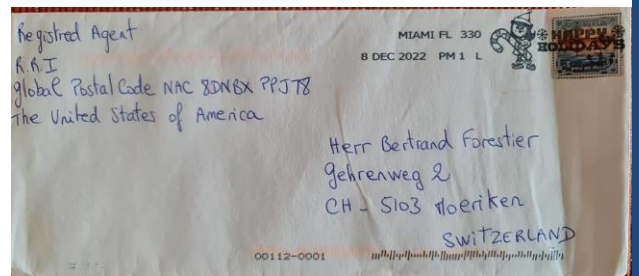 Registred Agent
R.R.I
global Postal Code NAC 8DNBX PPJT8
The United States of America
MIAMI FL 330
8 DEC 2022 PM 1 L
HAPPY
HOLIDAYS
Herr Bertrand Forestier
Gehrenweg 2
CH - 5103 Moeriken
SWITZERLAND
00112-0001